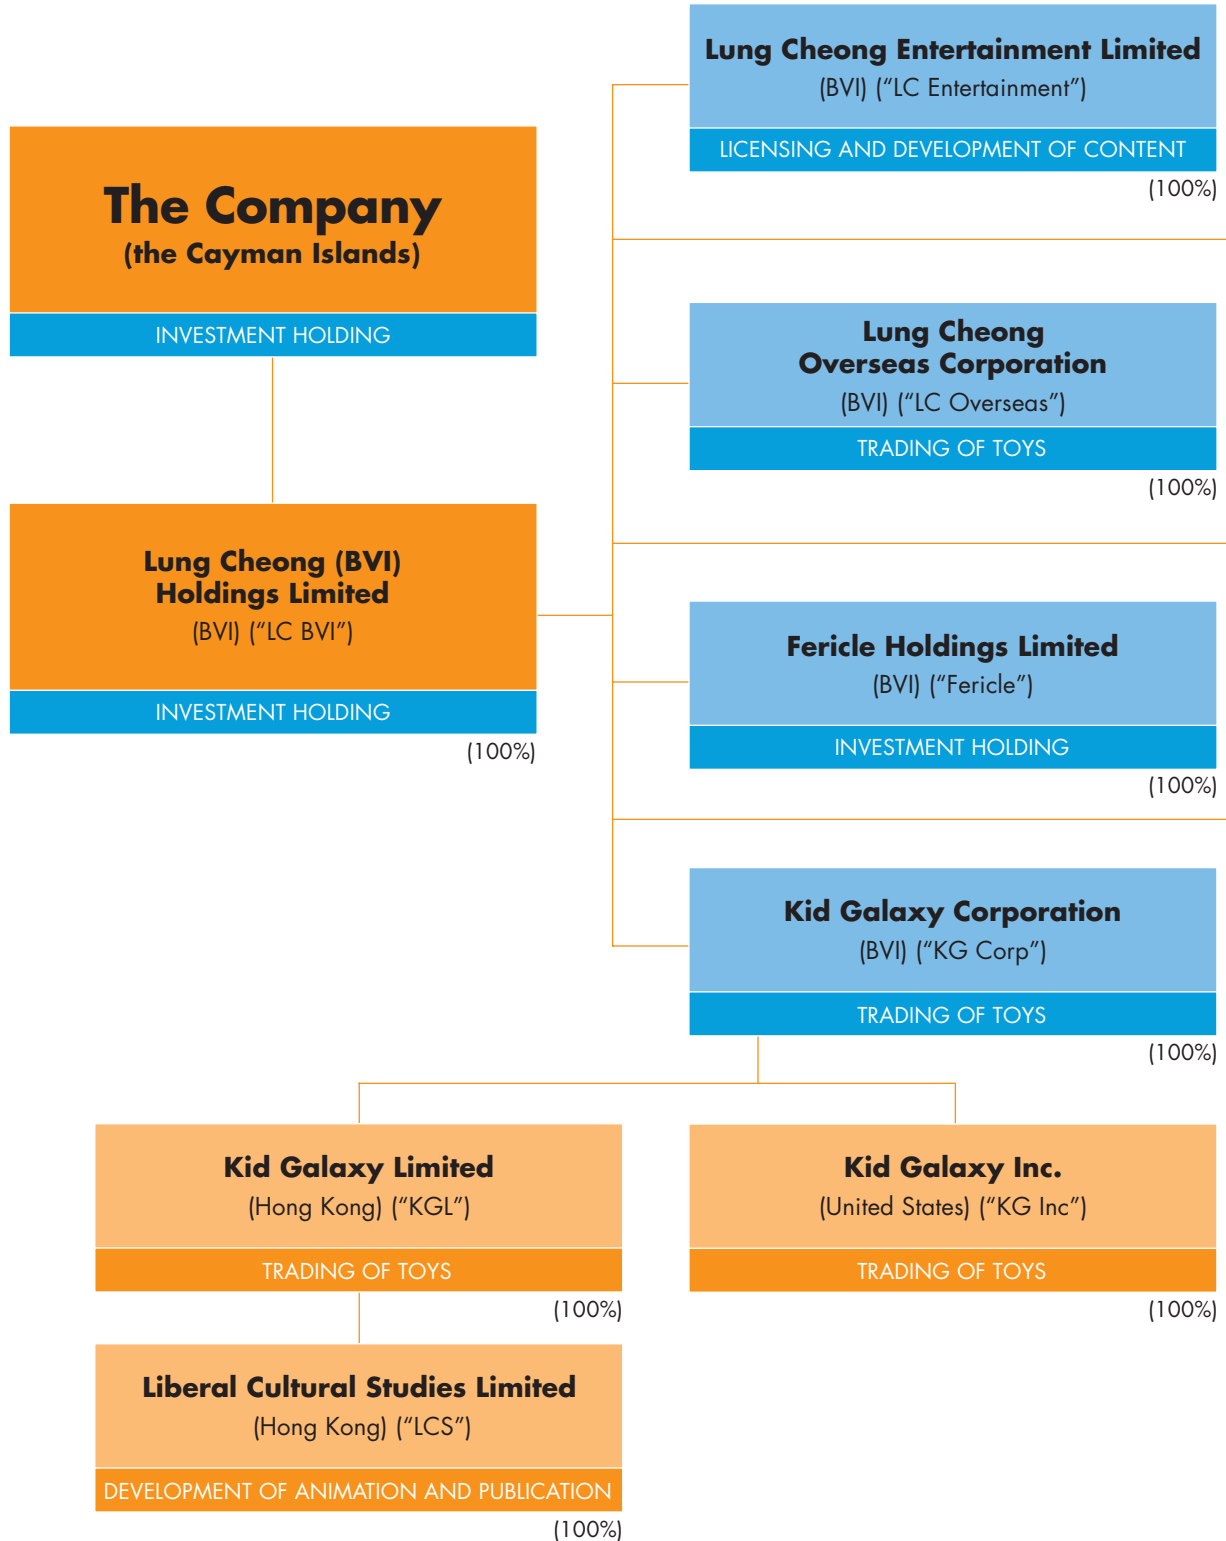 The Company
(the Cayman Islands)
INVESTMENT HOLDING
Lung Cheong (BVI)
Holdings Limited
(BVI) (“LC BVI”)
INVESTMENT HOLDING
(100%)
Lung Cheong Entertainment Limited
(BVI) (“LC Entertainment”)
LICENSING AND DEVELOPMENT OF CONTENT
(100%)
Lung Cheong
Overseas Corporation
(BVI) (“LC Overseas”)
TRADING OF TOYS
(100%)
Fericle Holdings Limited
(BVI) (“Fericle”)
INVESTMENT HOLDING
(100%)
Kid Galaxy Corporation
(BVI) (“KG Corp”)
TRADING OF TOYS
(100%)
Kid Galaxy Limited
(Hong Kong) (“KGL”)
TRADING OF TOYS
(100%)
Kid Galaxy Inc.
(United States) (“KG Inc”)
TRADING OF TOYS
(100%)
Liberal Cultural Studies Limited
(Hong Kong) (“LCS”)
DEVELOPMENT OF ANIMATION AND PUBLICATION
(100%)